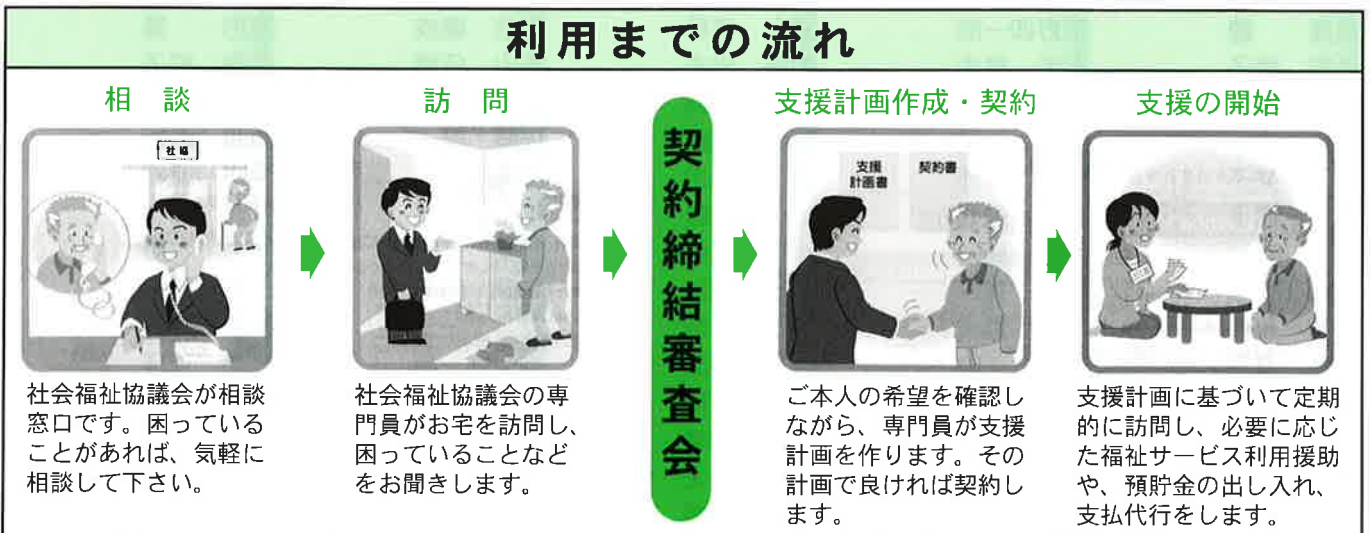 利用までの流れ
相 談
社協
社会福祉協議会が相談
窓口です。困っている
ことがあれば、気軽に
相談して下さい。
訪 問
社会福祉協議会の専
門員がお宅を訪問し、
困っていることなど
をお聞きします。
契約締結審査会
支援計画作成・契約
支援
計画書
契約書
ご本人の希望を確認し
ながら、専門員が支援
計画を作ります。その
計画で良ければ契約し
ます。
支援の開始
支援計画に基づいて定期
的に訪問し、必要に応じ
た福祉サービス利用援助
や、預貯金の出し入れ、
支払代行をします。